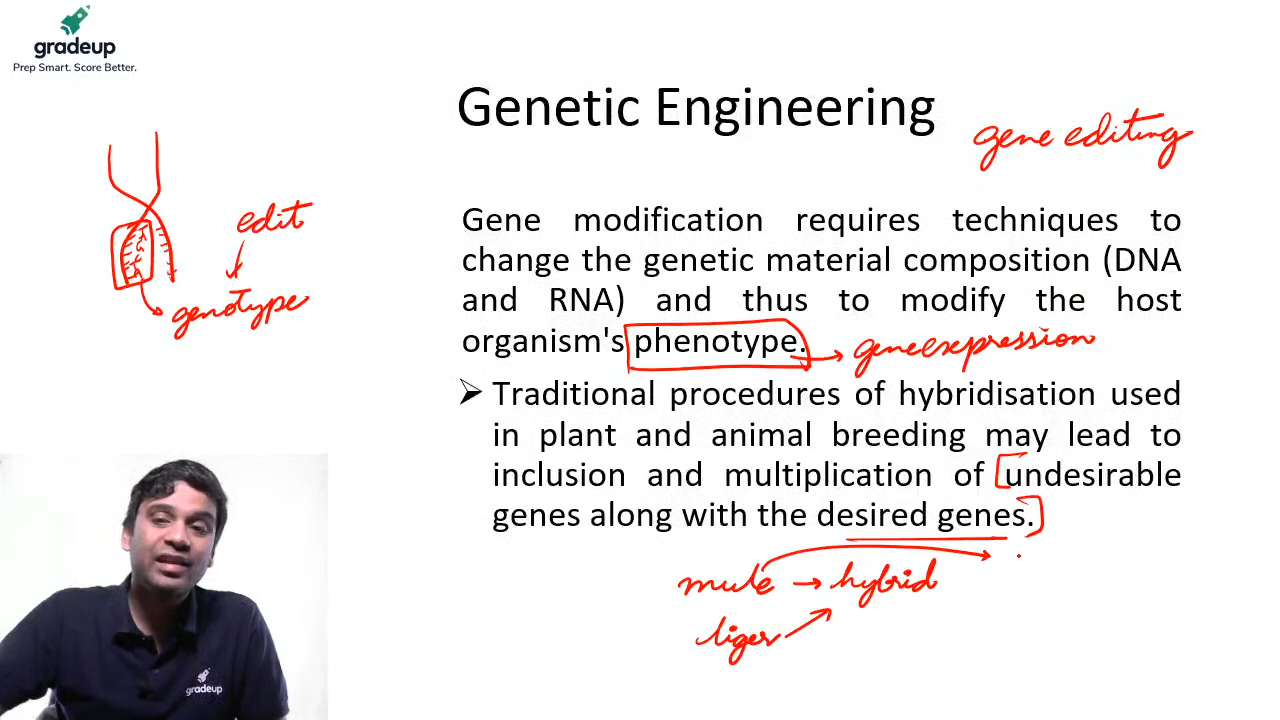 gradeup
Prep Smart. Score Better.
Genetic Engineering
gene editing
edit
genotype
Gene modification requires techniques to
change the genetic material composition (DNA
and RNA) and thus to modify the host
organism's phenotype.
gene expression
➢ Traditional procedures of hybridisation used
in plant and animal breeding may lead to
inclusion and multiplication of undesirable
genes along with the desired genes.
mule → hybrid
liger
gradeup